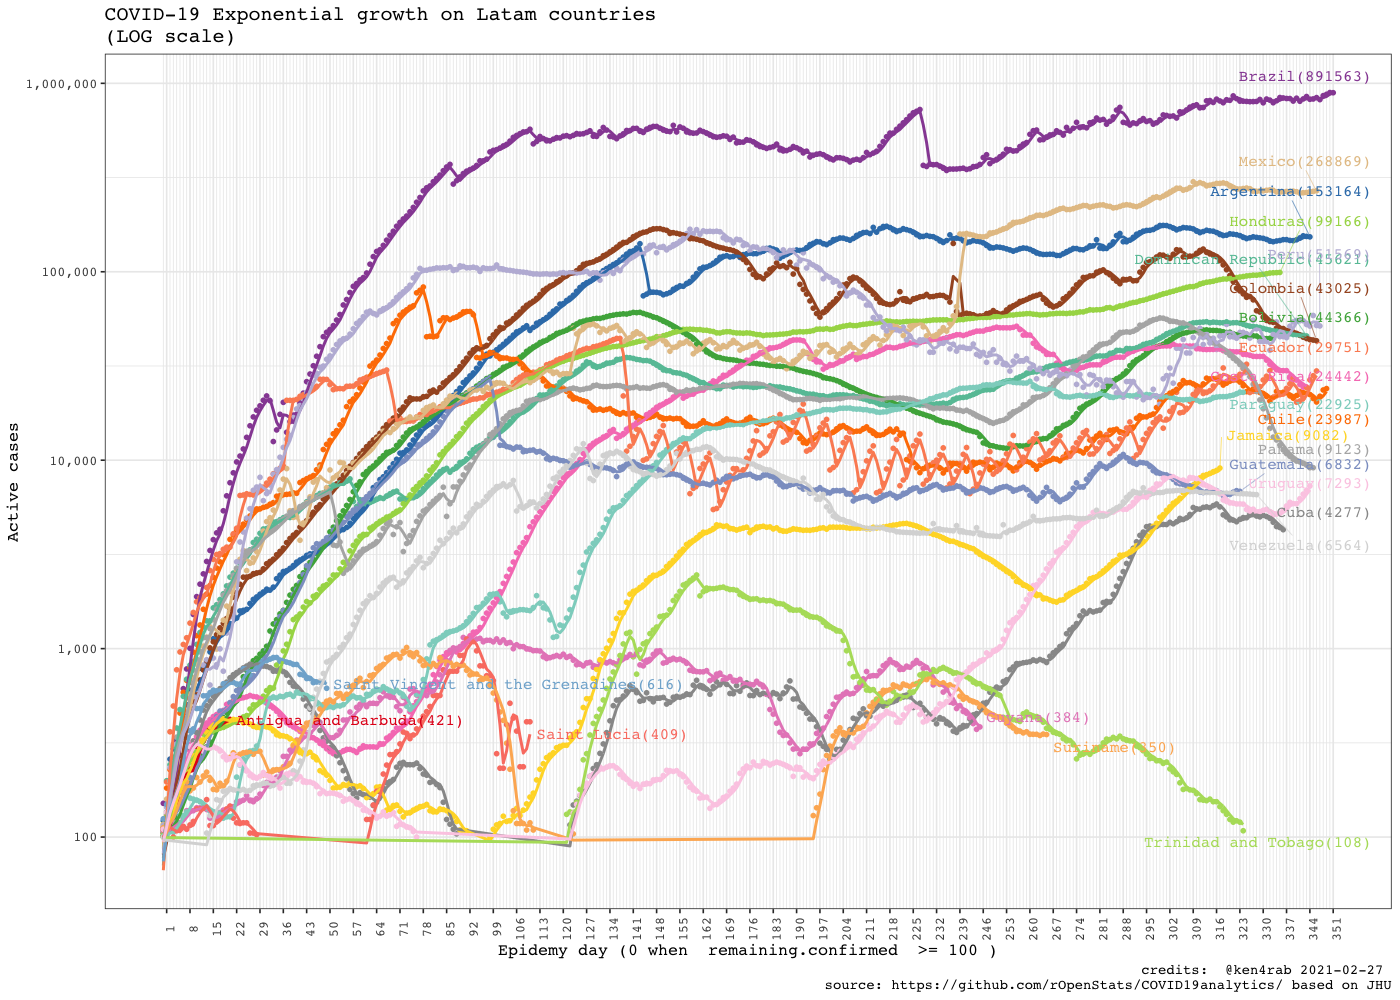 COVID-19 Exponential growth on Latam countries
(LOG scale)
Active cases
1,000,000
100,000
10,000
1,000
100
Brazil(891563)
Mexico(268869)
Argentina(153164)
Honduras(99166)
Peru(51569)
Dominican Republic(45621)
Colombia(43025)
Bolivia(44366)
Ecuador(29751)
Costa Rica(24442)
Paraguay(22925)
Chile(23987)
Jamaica(9082)
Panama(9123)
Guatemala(6832)
Uruguay(7293)
Cuba(4277)
Venezuela(6564)
Saint Vincent and the Grenadines(616)
Antigua and Barbuda(421)
Guyana(384)
Saint Lucia(409)
Suriname(350)
Trinidad and Tobago(108)
1 8 15 22 29 36 43 50 57 64 71 78 85 92 99 106 113 120 127 134 141 148 155 162 169 176 183 190 197 204 211 218 225 232 239 246 253 260 267 274 281 288 295 302 309 316 323 330 337 344 351
Epidemy day (0 when  remaining.confirmed  >= 100 )
credits:  @ken4rab 2021-02-27
source: https://github.com/rOpenStats/COVID19analytics/ based on JHU